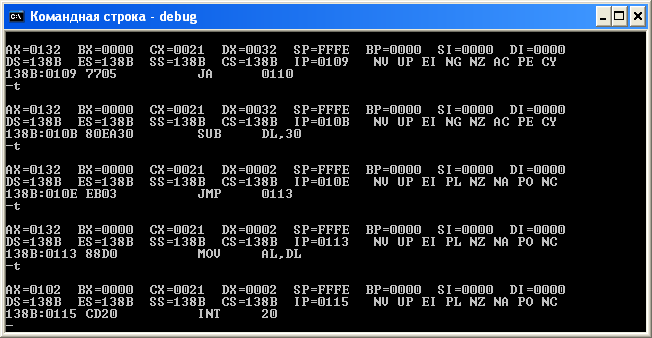 Командная строка - debug
AX=0132 BX=0000 CX=0021 DX=0032 SP=FFFE BP=0000 SI=0000 DI=0000
DS=138B ES=138B SS=138B CS=138B IP=0109 NV UP EI NG NZ AC PE CY
138B:0109 7705 JA 0110
-t
AX=0132 BX=0000 CX=0021 DX=0032 SP=FFFE BP=0000 SI=0000 DI=0000
DS=138B ES=138B SS=138B CS=138B IP=010B NV UP EI NG NZ AC PE CY
138B:010B 80EA30 SUB DL,30
-t
AX=0132 BX=0000 CX=0021 DX=0002 SP=FFFE BP=0000 SI=0000 DI=0000
DS=138B ES=138B SS=138B CS=138B IP=010E NV UP EI PL NZ NA PO NC
138B:010E EB03 JMP 0113
-t
AX=0132 BX=0000 CX=0021 DX=0002 SP=FFFE BP=0000 SI=0000 DI=0000
DS=138B ES=138B SS=138B CS=138B IP=0113 NV UP EI PL NZ NA PO NC
138B:0113 88D0 MOV AL,DL
-t
AX=0102 BX=0000 CX=0021 DX=0002 SP=FFFE BP=0000 SI=0000 DI=0000
DS=138B ES=138B SS=138B CS=138B IP=0115 NV UP EI PL NZ NA PO NC
138B:0115 CD20 INT 20
-